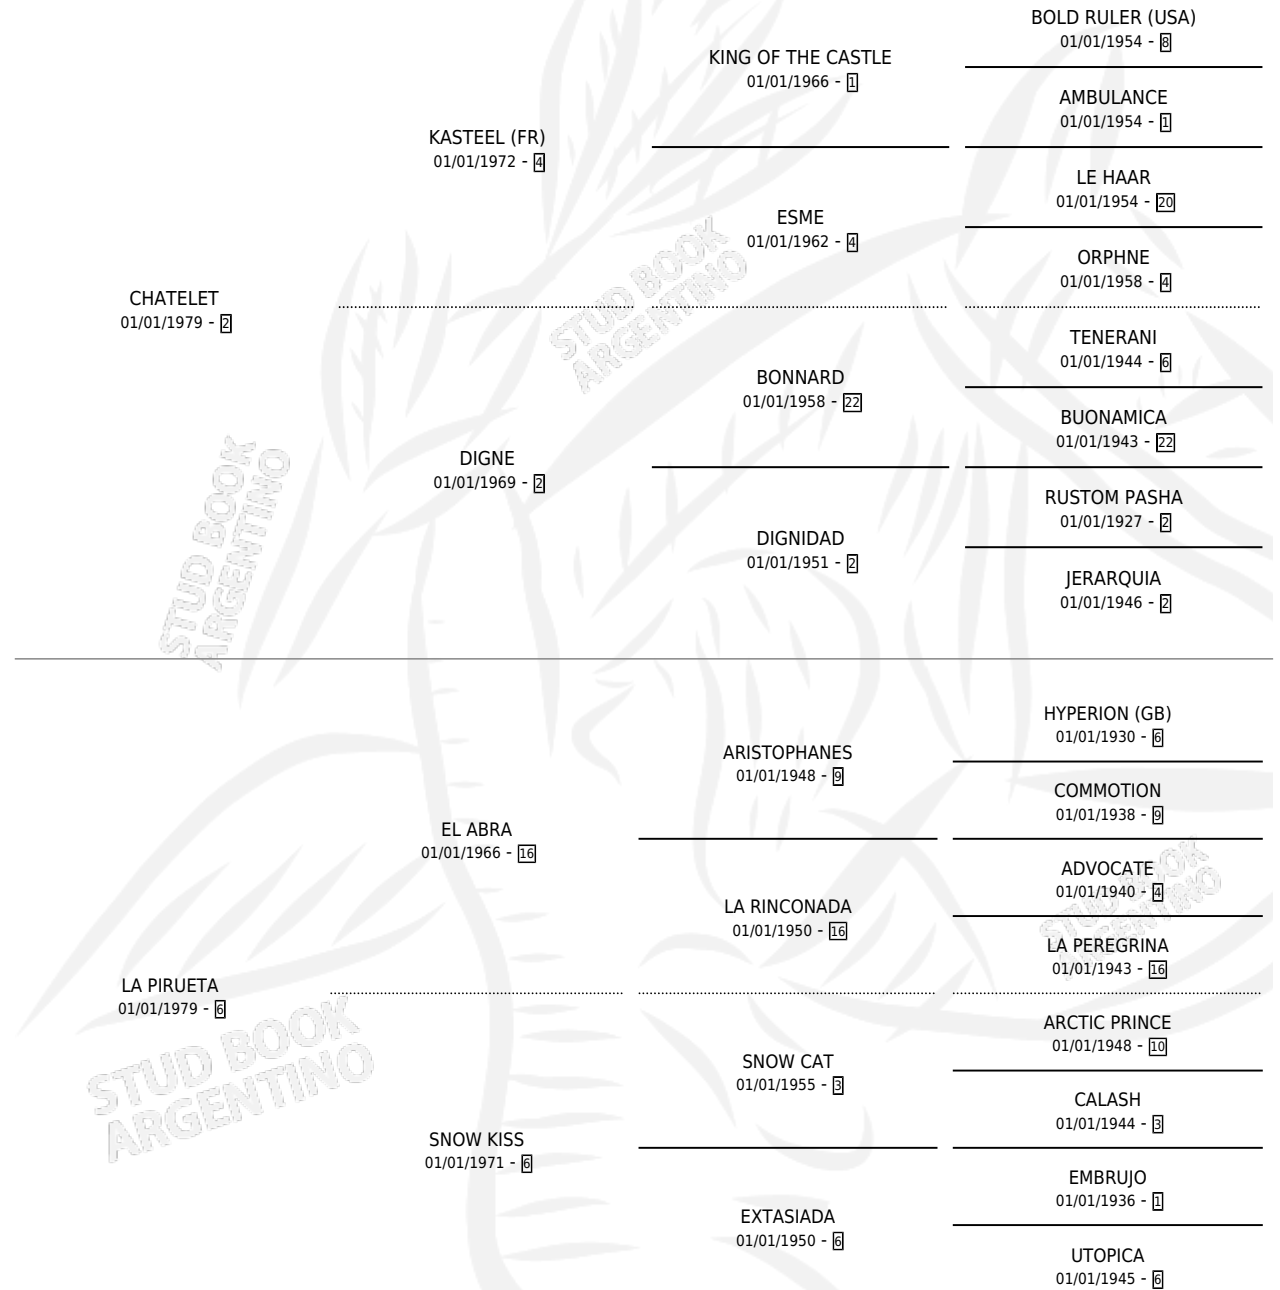 BOLD RULER (USA)
01/01/1954 - 8
KING OF THE CASTLE
01/01/1966 - 1
AMBULANCE
01/01/1954 - 1
KASTEEL (FR)
01/01/1972 - 4
LE HAAR
01/01/1954 - 20
ESME
01/01/1962 - 4
ORPHNE
01/01/1958 - 4
CHATELET
01/01/1979 - 2
STUD BOOK
ARGENTINO
TENERANI
01/01/1944 - 6
BONNARD
01/01/1958 - 22
BUONAMICA
01/01/1943 - 22
DIGNE
01/01/1969 - 2
RUSTOM PASHA
01/01/1927 - 2
DIGNIDAD
01/01/1951 - 2
JERARQUIA
01/01/1946 - 2
STUD BOOK
ARGENTINO
HYPERION (GB)
01/01/1930 - 6
ARISTOPHANES
01/01/1948 - 9
COMMOTION
01/01/1938 - 9
EL ABRA
01/01/1966 - 16
ADVOCATE
01/01/1940 - 4
STUD BOOK
ARGENTINO
LA RINCONADA
01/01/1950 - 16
LA PEREGRINA
01/01/1943 - 16
LA PIRUETA
01/01/1979 - 6
STUD BOOK
ARGENTINO
ARCTIC PRINCE
01/01/1948 - 10
SNOW CAT
01/01/1955 - 3
CALASH
01/01/1944 - 3
SNOW KISS
01/01/1971 - 6
EMBRUJO
01/01/1936 - 1
EXTASIADA
01/01/1950 - 6
UTOPICA
01/01/1945 - 6